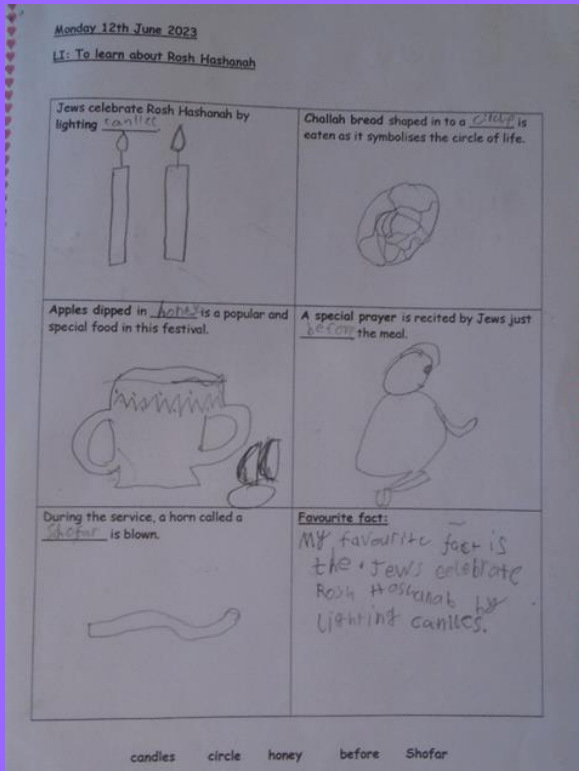 Monday 12th June 2023
LI: To learn about Rosh Hashanah
Jews celebrate Rosh Hashanah by
lighting canlles
Challah bread shaped in to a circle is
eaten as it symbolises the circle of life.
Apples dipped in honey is a popular and
special food in this festival.
A special prayer is recited by Jews just
before the meal.
During the service, a horn called a
Shofar is blown.
Favourite fact:
My favourite fact is
the Jews celebrate
Rosh Hoshanah by
Lighting canlles.
candles circle honey before Shofar